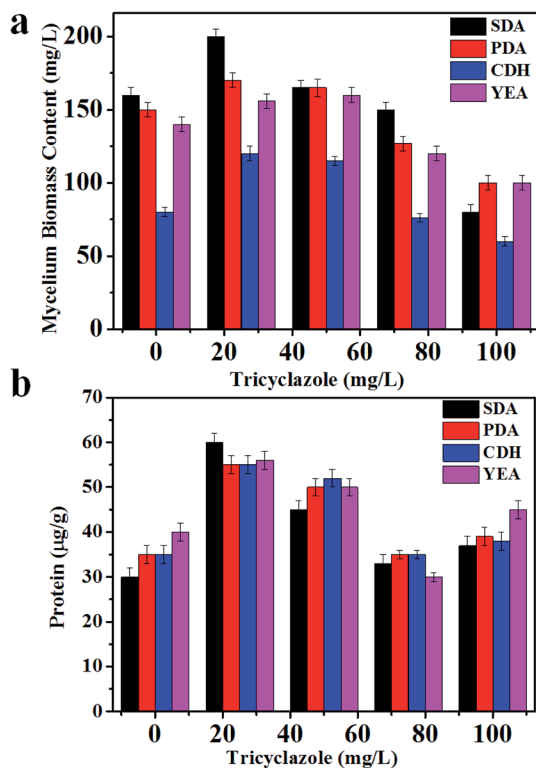 a
Mycelium Biomass Content (mg/L)
200
150
100
50
0
SDA
PDA
CDH
YEA
0 20 40 60 80 100
Tricyclazole (mg/L)
b
Protein (μg/g)
70
60
50
40
30
20
10
0
SDA
PDA
CDH
YEA
0 20 40 60 80 100
Tricyclazole (mg/L)